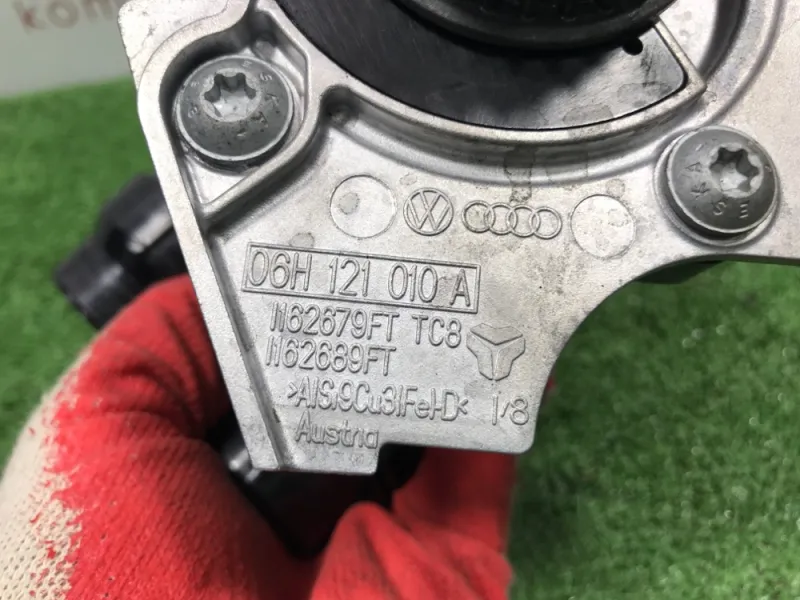 06H 121 010 A
1162679FT TC8
1162689FT
>AlSi9Cu3(Fe)-D< 1/8
Austria